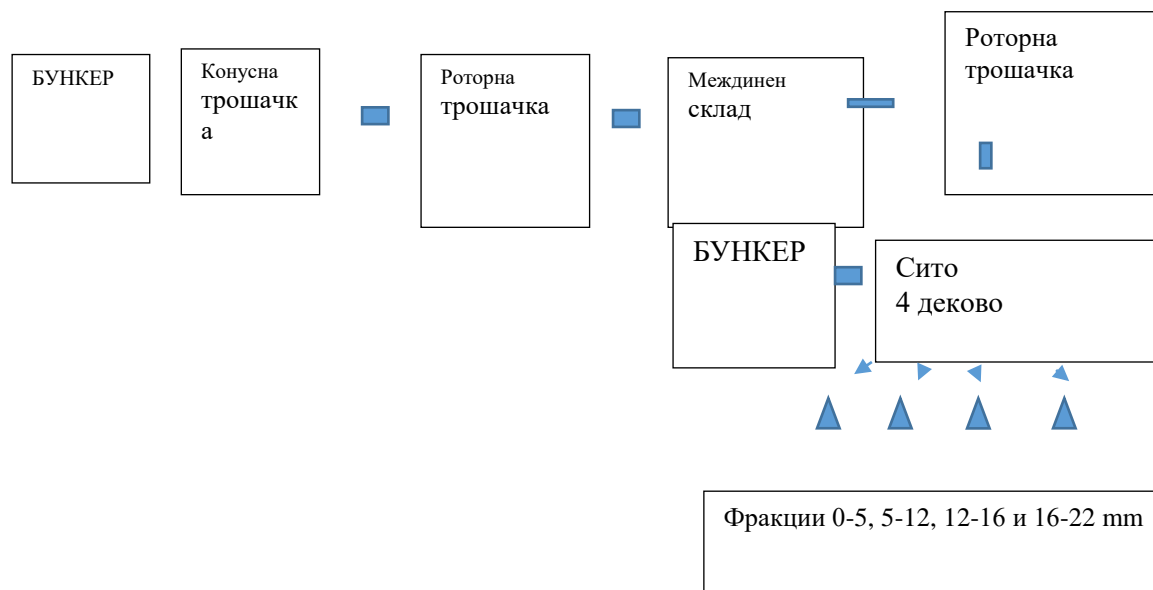 БУНКЕР
Конусна
трошачк
а
Роторна
трошачка
Междинен
склад
Роторна
трошачка
БУНКЕР
Сито
4 деково
Фракции 0-5, 5-12, 12-16 и 16-22 mm